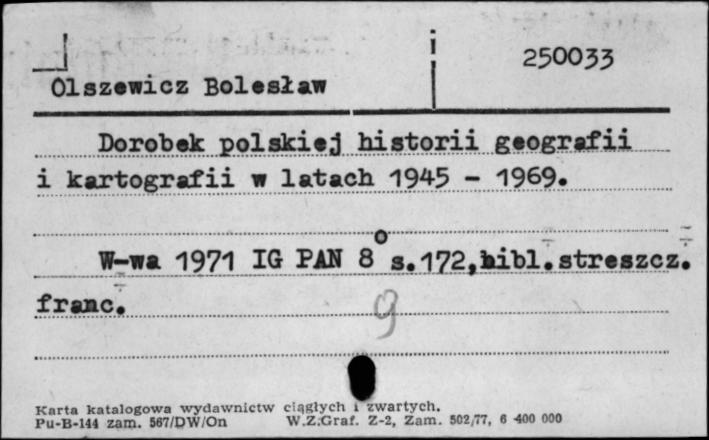 250033
Olszewicz Bolesław
Dorobek polskiej historii geografii
i kartografii w latach 1945 - 1969.
W-wa 1971 IG PAN 8° s.172,bibl.streszcz.
franc.
9
Karta katalogowa wydawnictw ciągłych i zwartych.
Pu-B-144 zam. 567/DW/On W.Z.Graf. Z-2, Zam. 502/77, 6 400 000